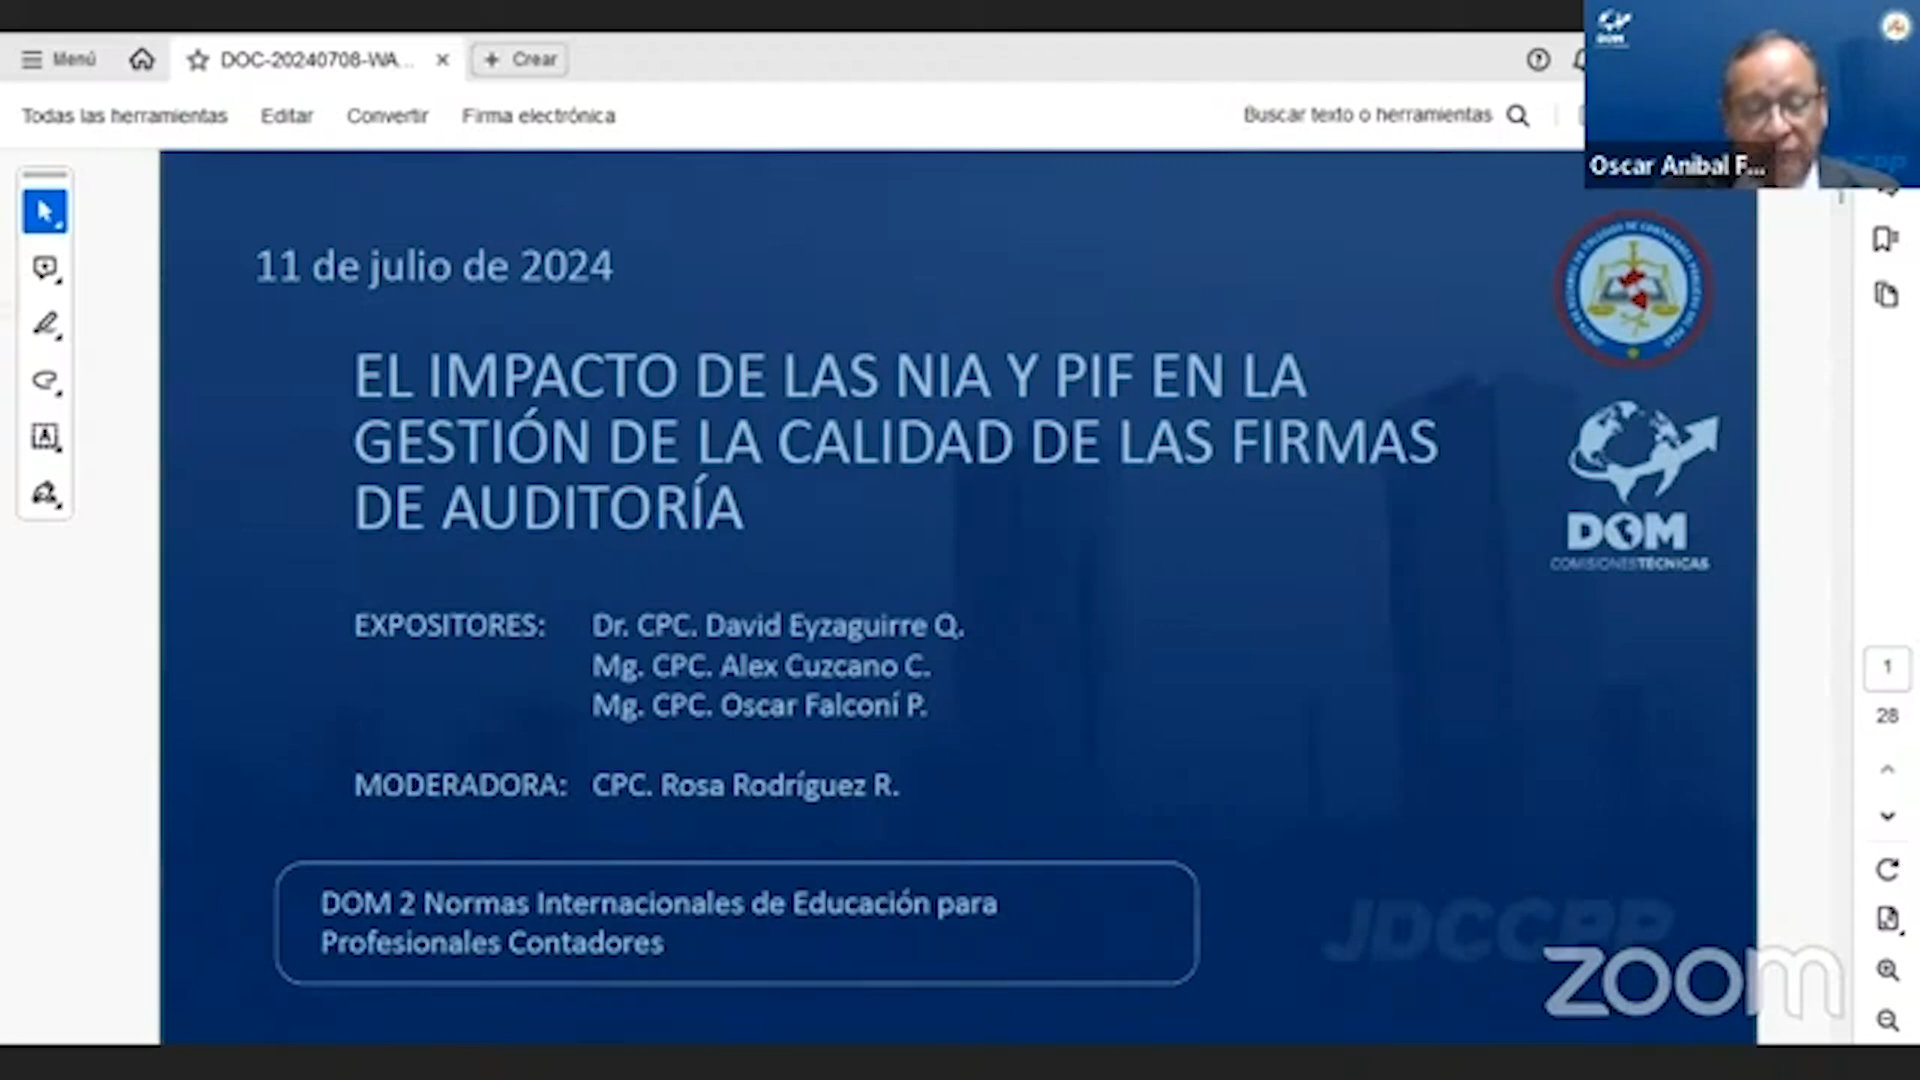 Menú
DOC-20240708-WA...
Crear
Todas las herramientas
Editar
Convertir
Firma electrónica
Buscar texto o herramientas
DOM
Oscar Anibal F...
11 de julio de 2024
EL IMPACTO DE LAS NIA Y PIF EN LA
GESTIÓN DE LA CALIDAD DE LAS FIRMAS
DE AUDITORÍA
DOM
COMISIONES TÉCNICAS
EXPOSITORES: Dr. CPC. David Eyzaguirre Q.
Mg. CPC. Alex Cuzcano C.
Mg. CPC. Oscar Falconí P.
MODERADORA: CPC. Rosa Rodríguez R.
1
28
DOM 2 Normas Internacionales de Educación para
Profesionales Contadores
JDCCPP
zoom